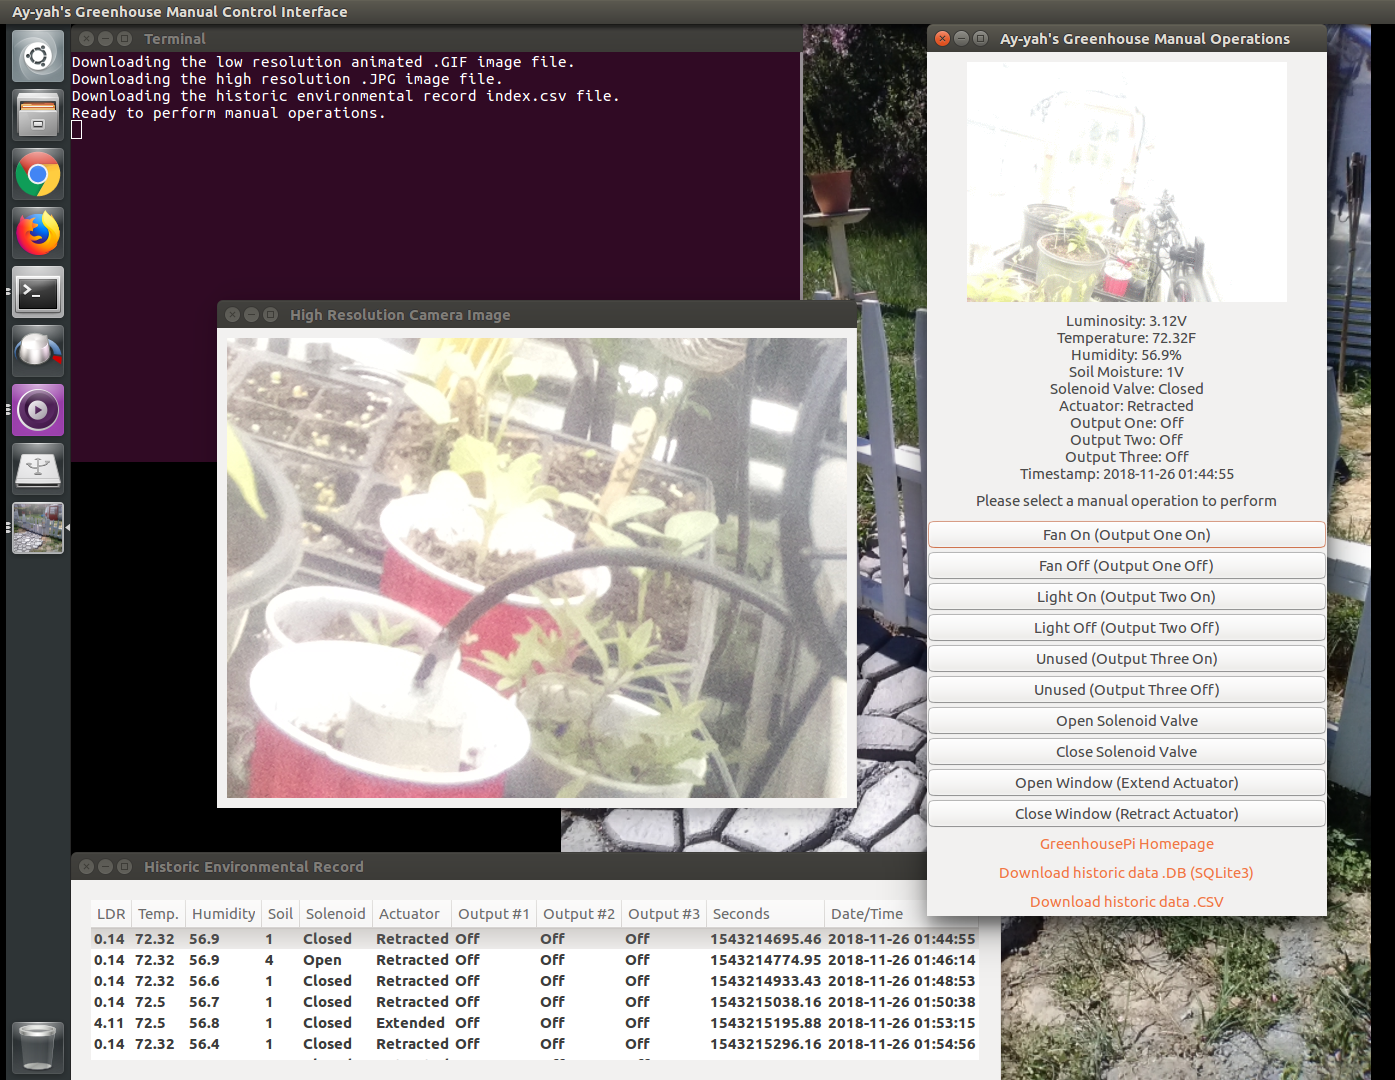 Ay-yah's Greenhouse Manual Control Interface
Terminal
Downloading the low resolution animated .GIF image file.
Downloading the high resolution .JPG image file.
Downloading the historic environmental record index.csv file.
Ready to perform manual operations.
High Resolution Camera Image
Ay-yah's Greenhouse Manual Operations
Luminosity: 3.12V
Temperature: 72.32F
Humidity: 56.9%
Soil Moisture: 1V
Solenoid Valve: Closed
Actuator: Retracted
Output One: Off
Output Two: Off
Output Three: Off
Timestamp: 2018-11-26 01:44:55
Please select a manual operation to perform
Fan On (Output One On)
Fan Off (Output One Off)
Light On (Output Two On)
Light Off (Output Two Off)
Unused (Output Three On)
Unused (Output Three Off)
Open Solenoid Valve
Close Solenoid Valve
Open Window (Extend Actuator)
Close Window (Retract Actuator)
GreenhousePi Homepage
Download historic data .DB (SQLite3)
Download historic data .CSV
Historic Environmental Record
LDR Temp. Humidity Soil Solenoid Actuator Output #1 Output #2 Output #3 Seconds Date/Time
0.14 72.32 56.9 1 Closed Retracted Off Off Off 1543214695.46 2018-11-26 01:44:55
0.14 72.32 56.9 4 Open Retracted Off Off Off 1543214774.95 2018-11-26 01:46:14
0.14 72.32 56.6 1 Closed Retracted Off Off Off 1543214933.43 2018-11-26 01:48:53
0.14 72.5 56.7 1 Closed Retracted Off Off Off 1543215038.16 2018-11-26 01:50:38
4.11 72.5 56.8 1 Closed Extended Off Off Off 1543215195.88 2018-11-26 01:53:15
0.14 72.32 56.4 1 Closed Retracted Off Off Off 1543215296.16 2018-11-26 01:54:56